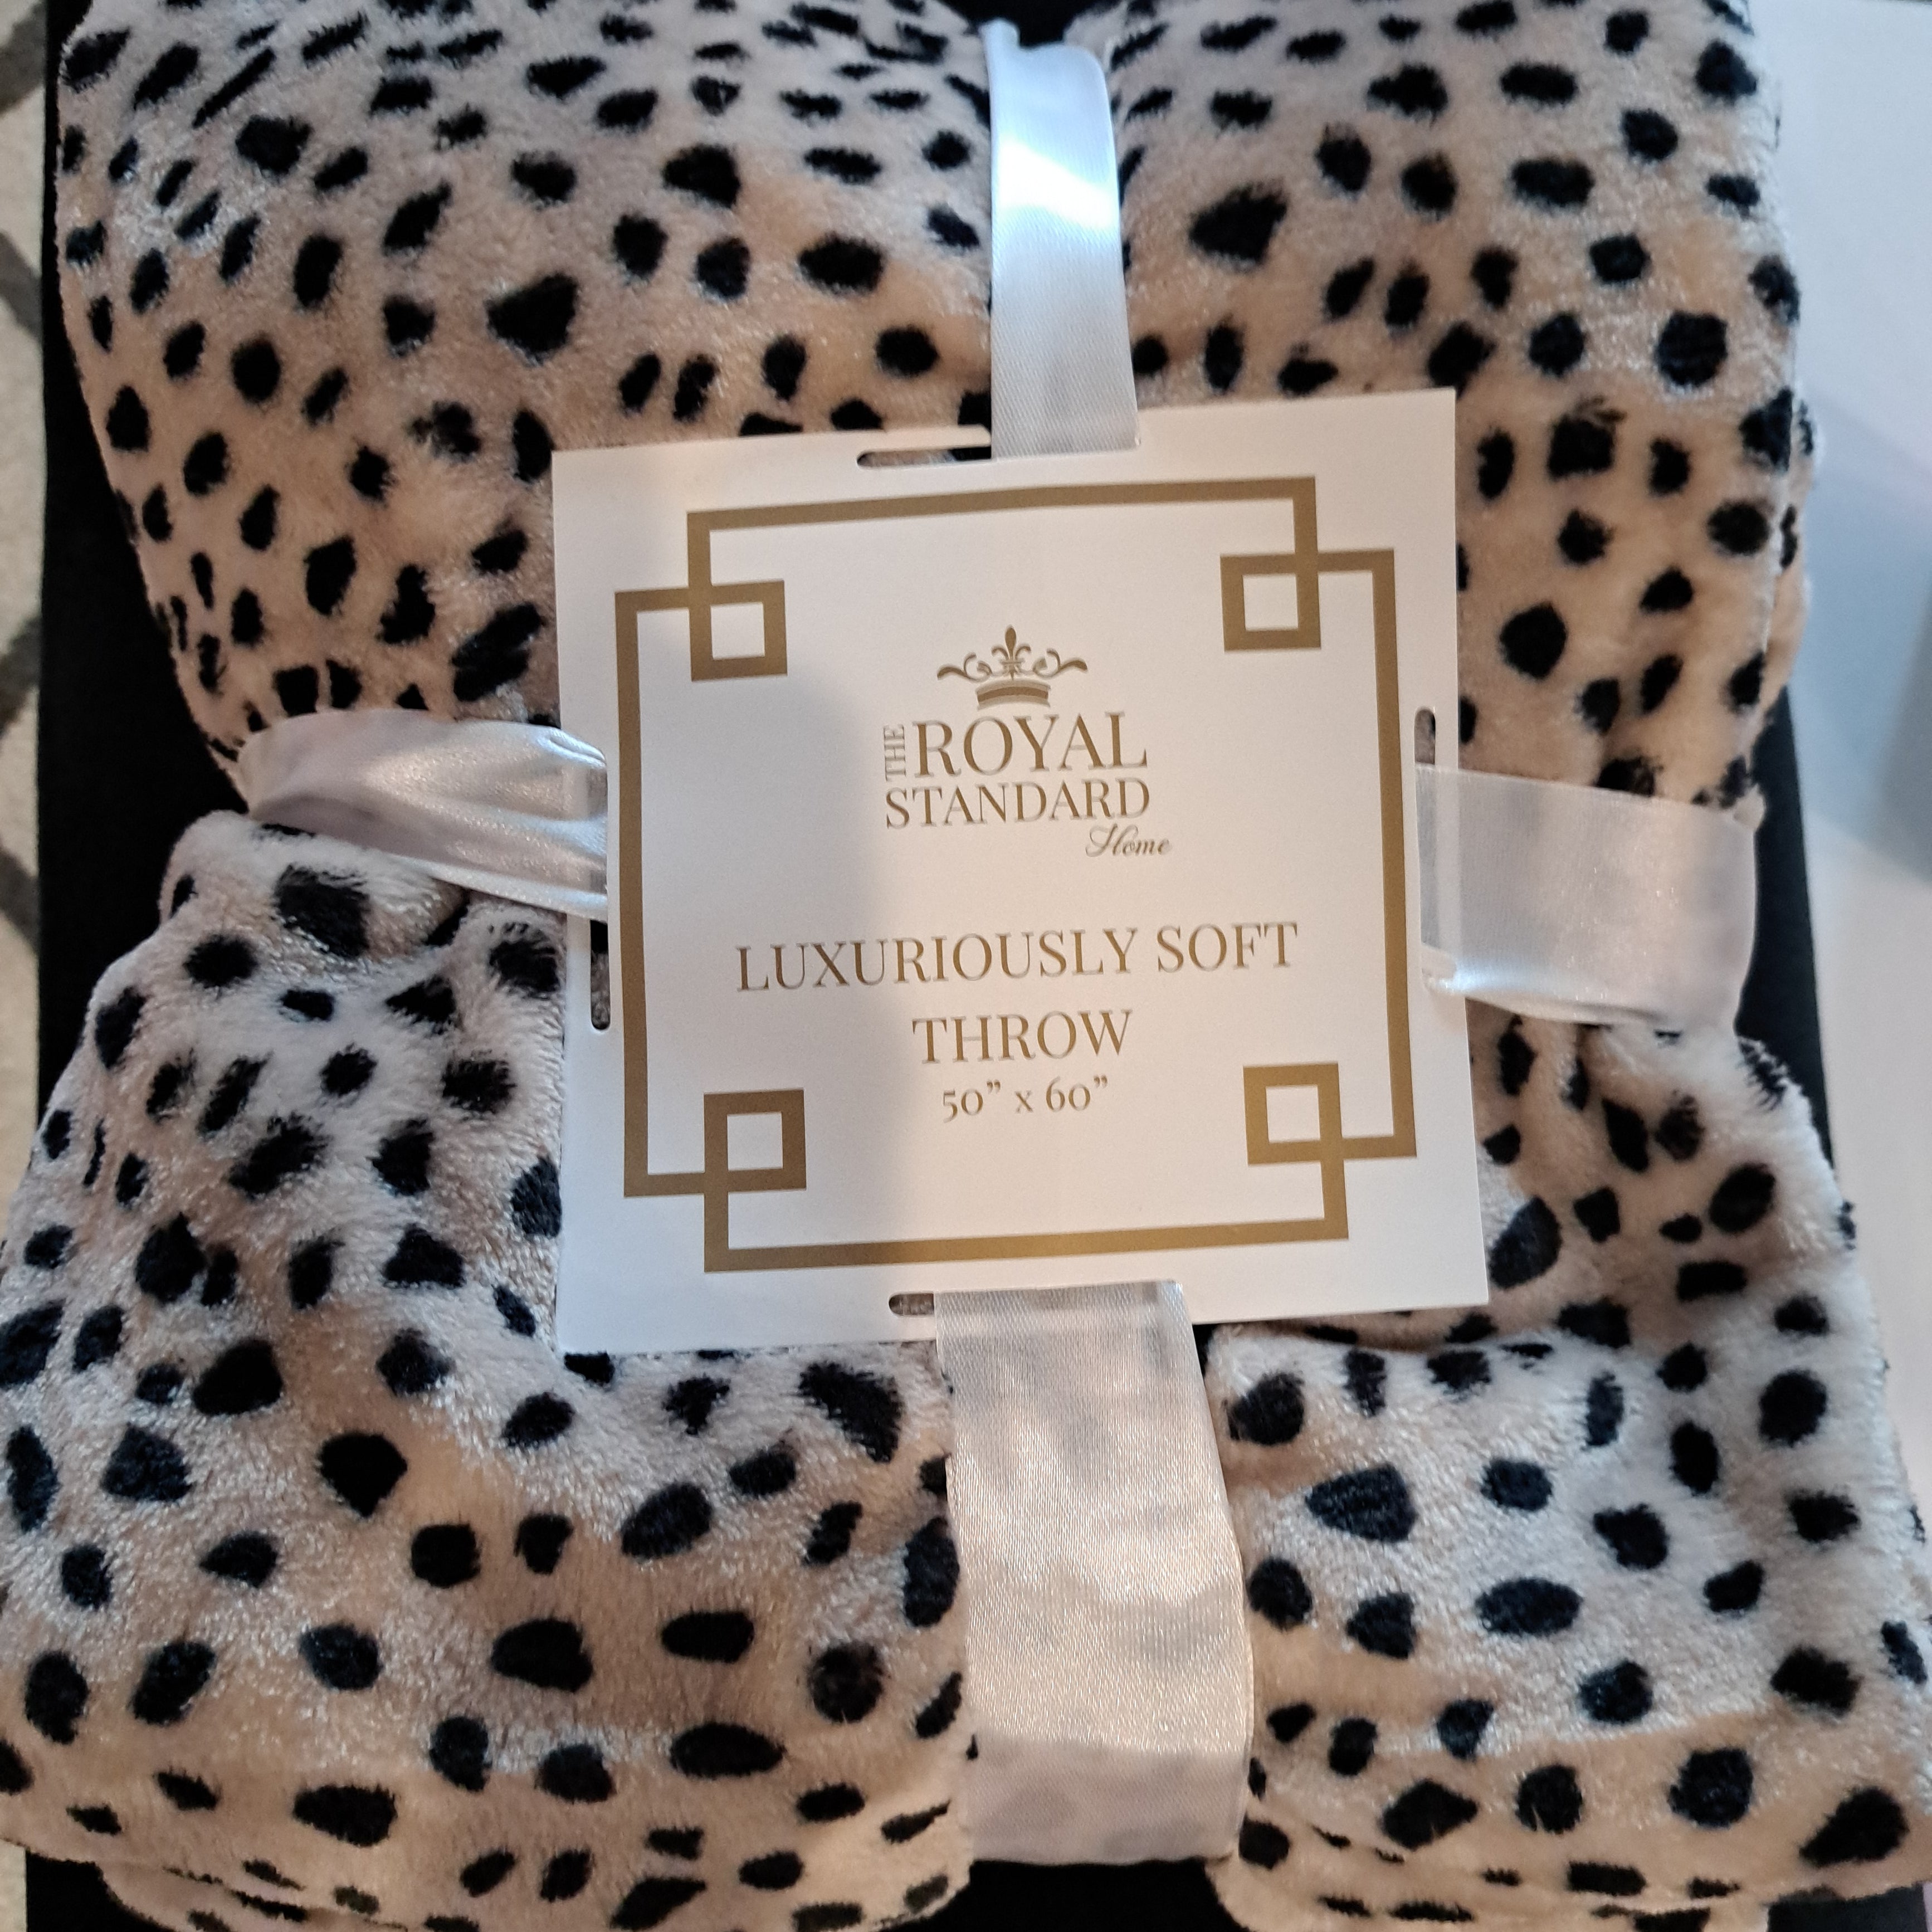 THE ROYAL
STANDARD
Home
LUXURIOUSLY SOFT
THROW
50” x 60”